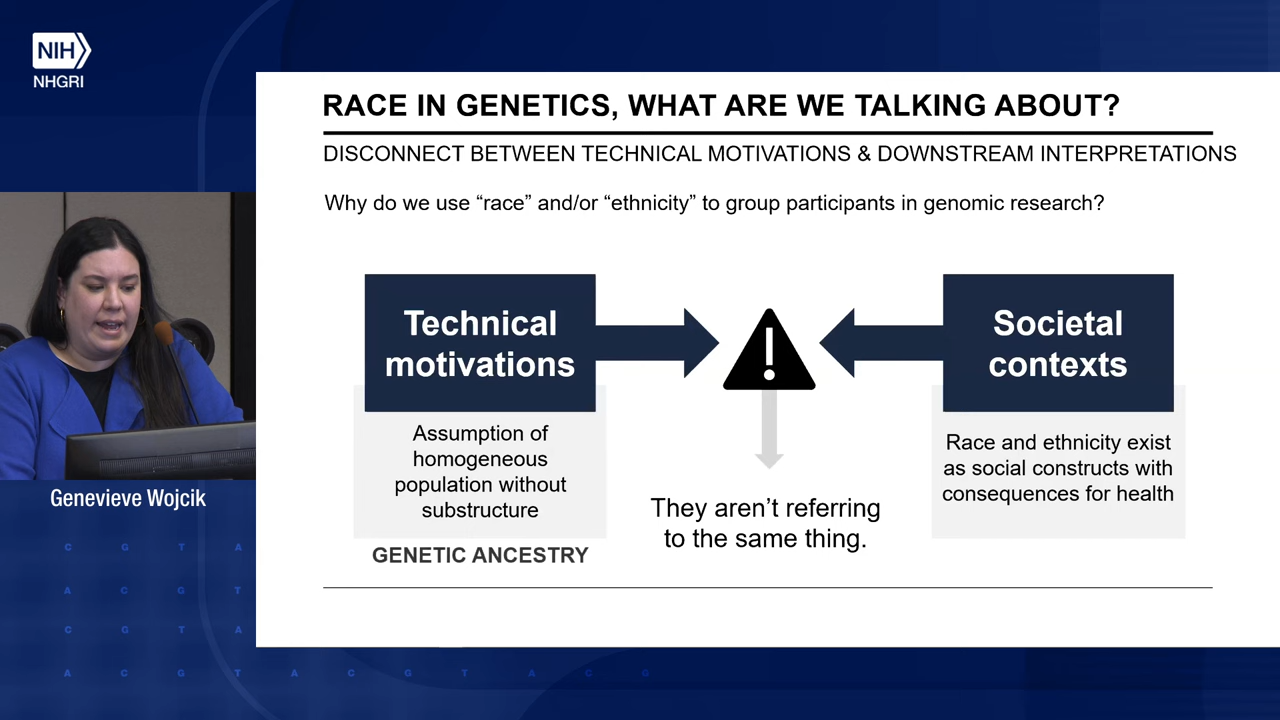 NIH
NHGRI
RACE IN GENETICS, WHAT ARE WE TALKING ABOUT?
DISCONNECT BETWEEN TECHNICAL MOTIVATIONS & DOWNSTREAM INTERPRETATIONS
Why do we use “race” and/or “ethnicity” to group participants in genomic research?
Technical
motivations
Assumption of
homogeneous
population without
substructure
GENETIC ANCESTRY
!
They aren’t referring
to the same thing.
Societal
contexts
Race and ethnicity exist
as social constructs with
consequences for health
Genevieve Wojcik
C G T A
A C G T
C G T A
A C G T A C G T A C G